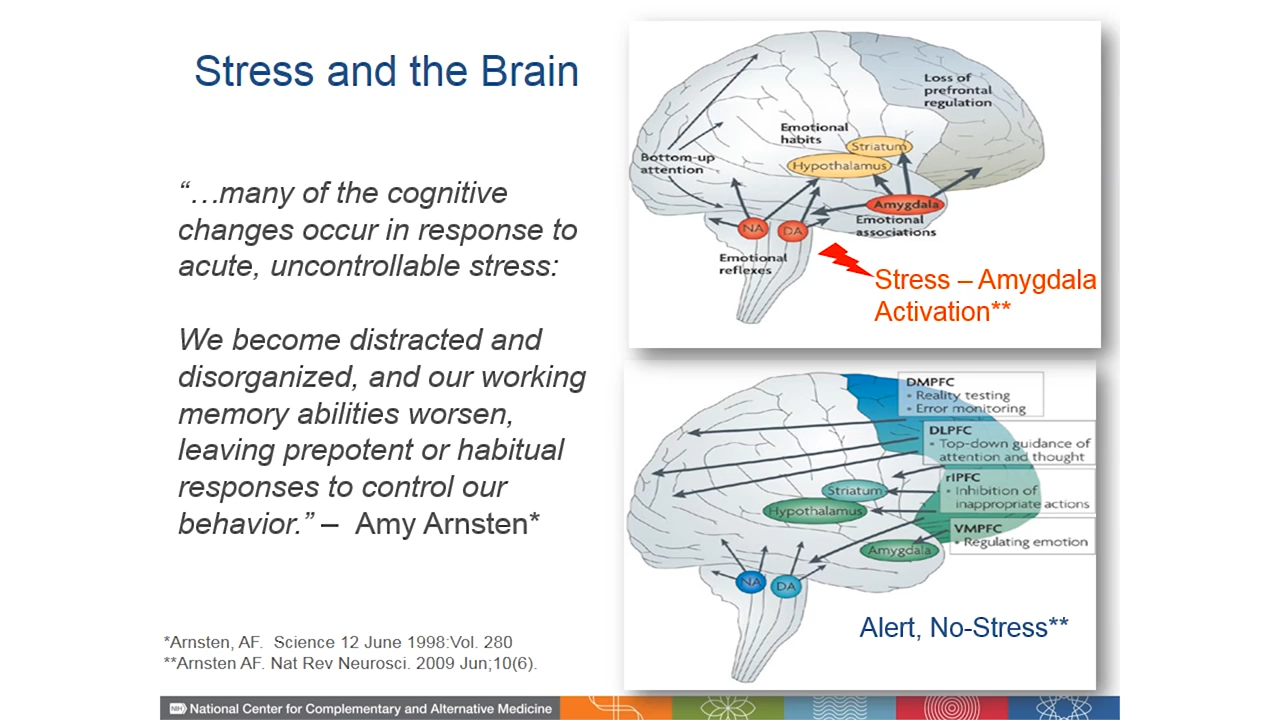 Stress and the Brain
“…many of the cognitive
changes occur in response to
acute, uncontrollable stress:
We become distracted and
disorganized, and our working
memory abilities worsen,
leaving prepotent or habitual
responses to control our
behavior.” – Amy Arnsten*
*Arnsten, AF. Science 12 June 1998:Vol. 280
**Arnsten AF. Nat Rev Neurosci. 2009 Jun;10(6).
Loss of
prefrontal
regulation
Emotional
habits
Striatum
Hypothalamus
Bottom-up
attention
Amygdala
Emotional
associations
NA
DA
Emotional
reflexes
Stress – Amygdala
Activation**
DMPFC
• Reality testing
• Error monitoring
DLPFC
• Top-down guidance of
attention and thought
rIPFC
• Inhibition of
inappropriate actions
VMPFC
• Regulating emotion
Striatum
Hypothalamus
Amygdala
NA
DA
Alert, No-Stress**
NIH National Center for Complementary and Alternative Medicine